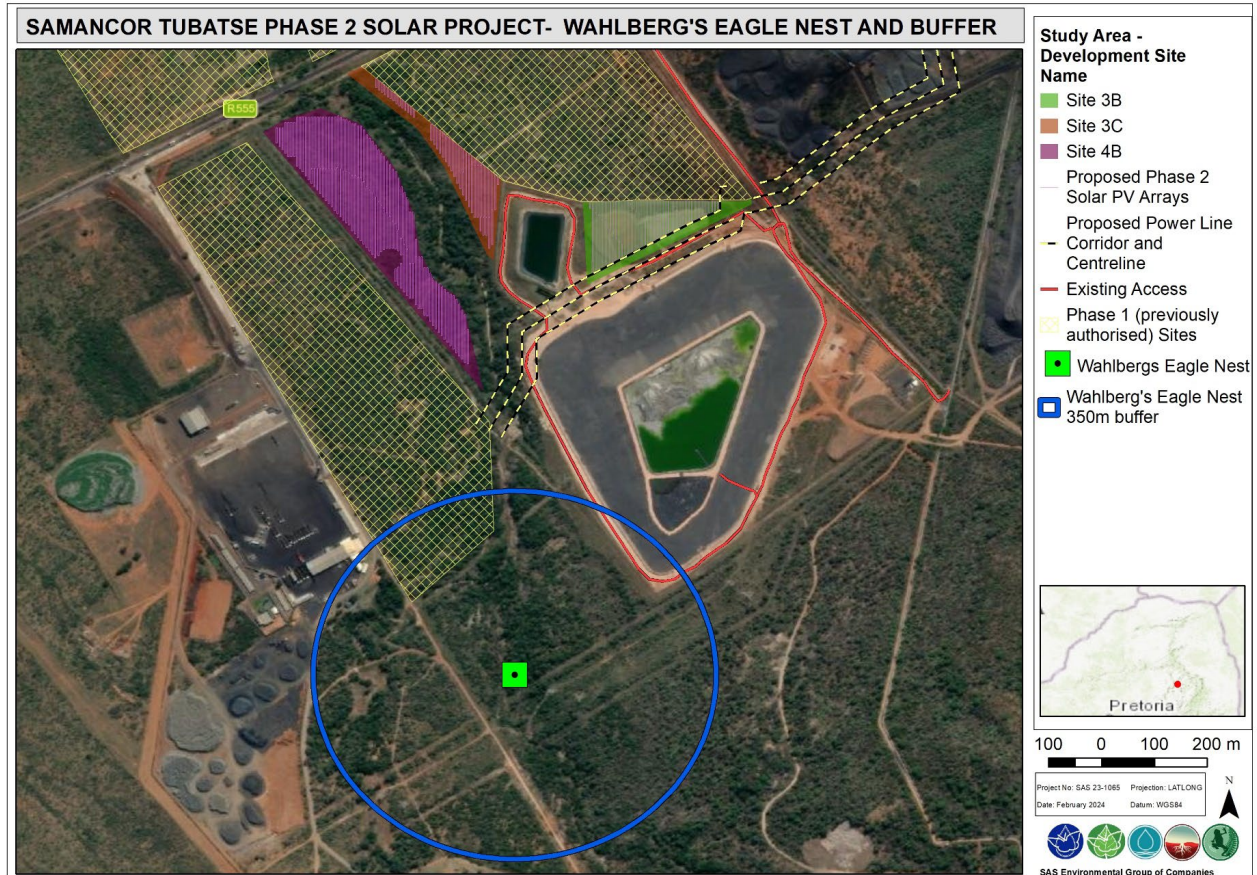 SAMANCOR TUBATSE PHASE 2 SOLAR PROJECT- WAHLBERG'S EAGLE NEST AND BUFFER
R555
Study Area -
Development Site
Name
Site 3B
Site 3C
Site 4B
Proposed Phase 2
Solar PV Arrays
Proposed Power Line
Corridor and
Centreline
Existing Access
Phase 1 (previously
authorised) Sites
Wahlbergs Eagle Nest
Wahlberg's Eagle Nest
350m buffer
Pretoria
100 0 100 200 m
Project No: SAS 23-1065 Projection: LATLONG
Date: February 2024 Datum: WGS84
N
SAS Environmental Group of Companies